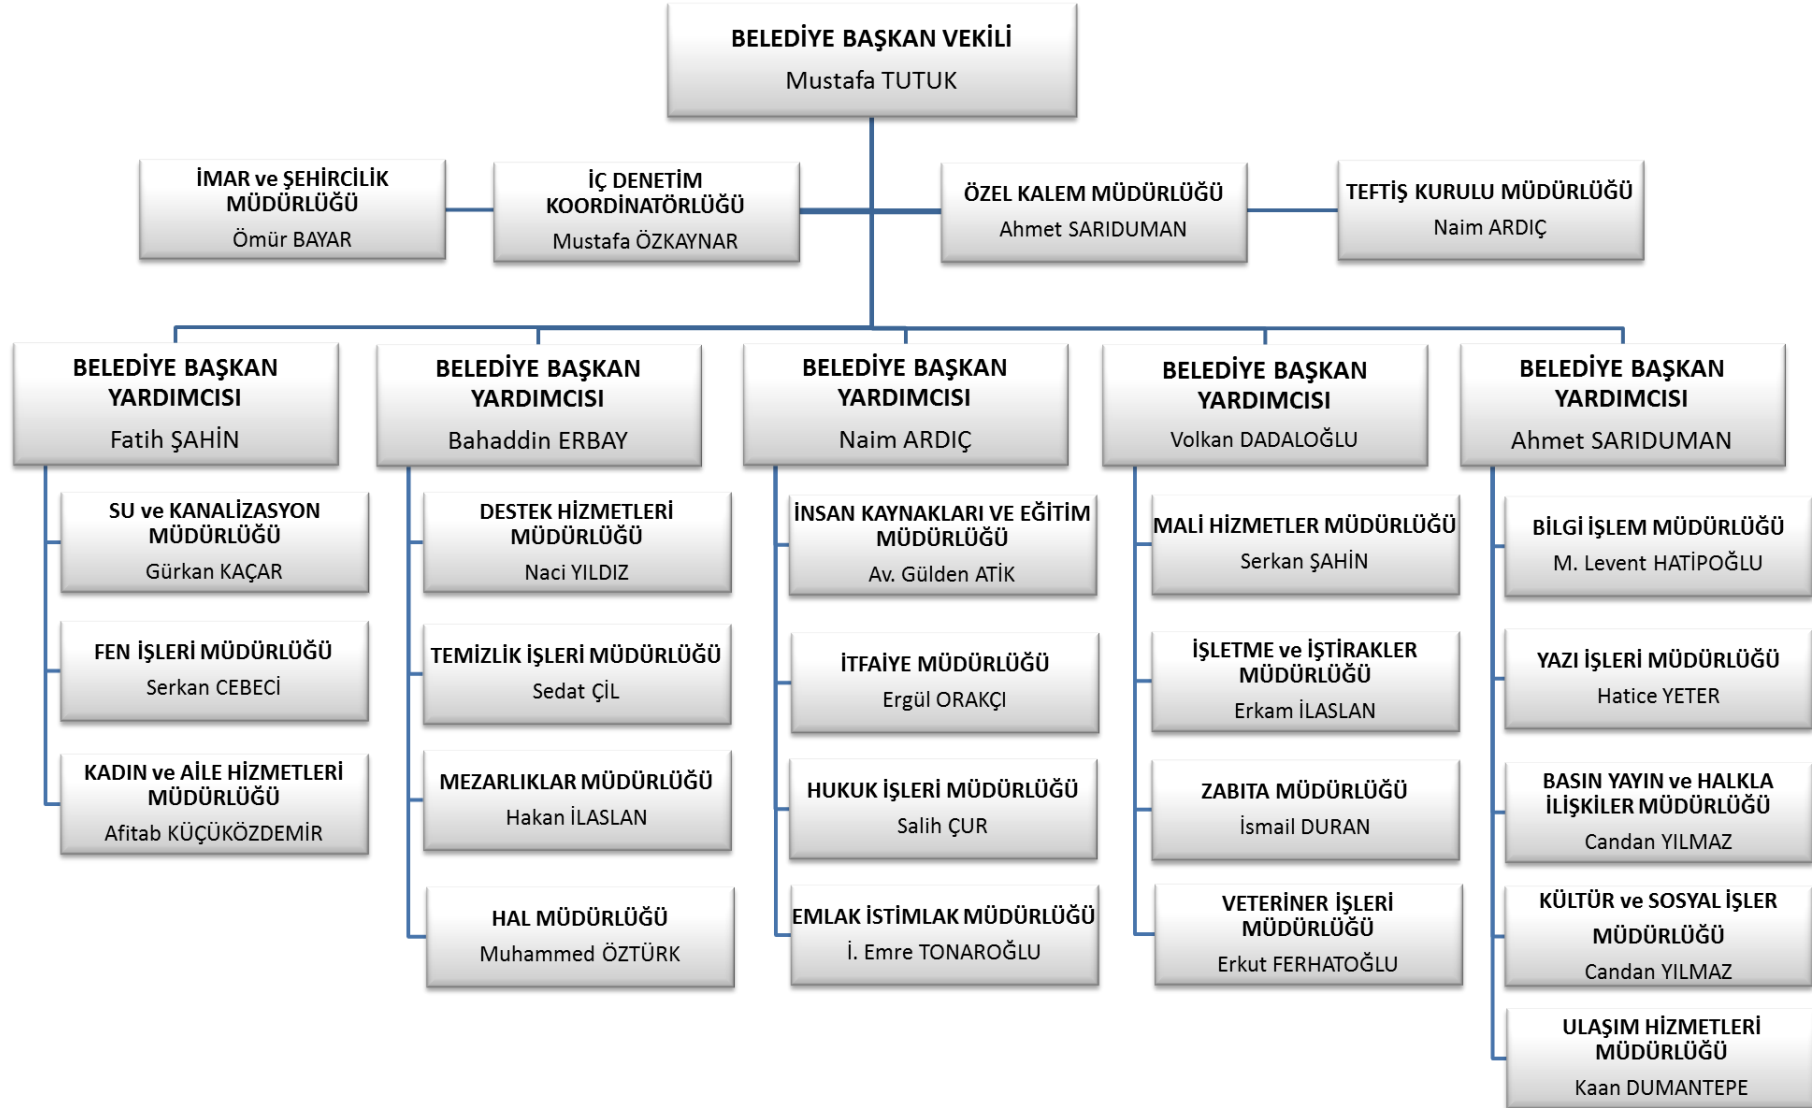 BELEDİYE BAŞKAN VEKİLİ
Mustafa TUTUK
İMAR ve ŞEHİRCİLİK
MÜDÜRLÜĞÜ
Ömür BAYAR
İÇ DENETİM
KOORDİNATÖRLÜĞÜ
Mustafa ÖZKAYNAR
ÖZEL KALEM MÜDÜRLÜĞÜ
Ahmet SARIDUMAN
TEFTİŞ KURULU MÜDÜRLÜĞÜ
Naim ARDIÇ
BELEDİYE BAŞKAN
YARDIMCISI
Fatih ŞAHİN
SU ve KANALİZASYON
MÜDÜRLÜĞÜ
Gürkan KAÇAR
FEN İŞLERİ MÜDÜRLÜĞÜ
Serkan CEBECİ
KADIN ve AİLE HİZMETLERİ
MÜDÜRLÜĞÜ
Afitab KÜÇÜKÖZDEMİR
BELEDİYE BAŞKAN
YARDIMCISI
Bahaddin ERBAY
DESTEK HİZMETLERİ
MÜDÜRLÜĞÜ
Naci YILDIZ
TEMİZLİK İŞLERİ MÜDÜRLÜĞÜ
Sedat ÇİL
MEZARLIKLAR MÜDÜRLÜĞÜ
Hakan İLASLAN
HAL MÜDÜRLÜĞÜ
Muhammed ÖZTÜRK
BELEDİYE BAŞKAN
YARDIMCISI
Naim ARDIÇ
İNSAN KAYNAKLARI VE EĞİTİM
MÜDÜRLÜĞÜ
Av. Gülden ATİK
İTFAİYE MÜDÜRLÜĞÜ
Ergül ORAKÇI
HUKUK İŞLERİ MÜDÜRLÜĞÜ
Salih ÇUR
EMLAK İSTİMLAK MÜDÜRLÜĞÜ
İ. Emre TONAROĞLU
BELEDİYE BAŞKAN
YARDIMCISI
Volkan DADALOĞLU
MALİ HİZMETLER MÜDÜRLÜĞÜ
Serkan ŞAHİN
İŞLETME ve İŞTİRAKLER
MÜDÜRLÜĞÜ
Erkam İLASLAN
ZABITA MÜDÜRLÜĞÜ
İsmail DURAN
VETERİNER İŞLERİ
MÜDÜRLÜĞÜ
Erkut FERHATOĞLU
BELEDİYE BAŞKAN
YARDIMCISI
Ahmet SARIDUMAN
BİLGİ İŞLEM MÜDÜRLÜĞÜ
M. Levent HATİPOĞLU
YAZI İŞLERİ MÜDÜRLÜĞÜ
Hatice YETER
BASIN YAYIN ve HALKLA
İLİŞKİLER MÜDÜRLÜĞÜ
Candan YILMAZ
KÜLTÜR ve SOSYAL İŞLER
MÜDÜRLÜĞÜ
Candan YILMAZ
ULAŞIM HİZMETLERİ
MÜDÜRLÜĞÜ
Kaan DUMANTEPE